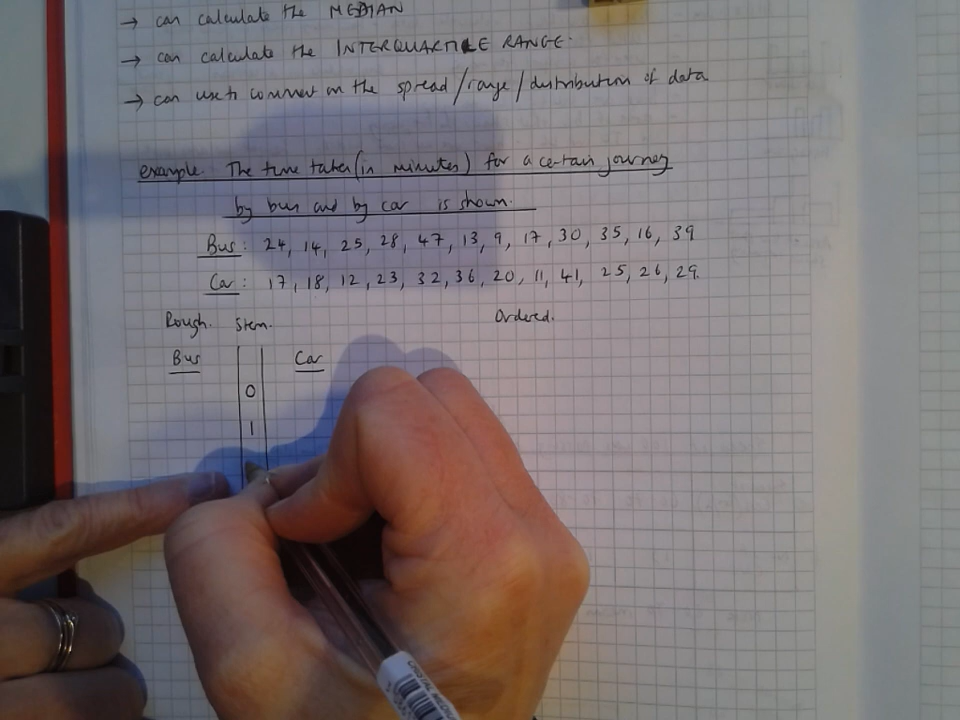 → can calculate the MEDIAN
→ can calculate the INTERQUARTILE RANGE.
→ can use to comment on the spread/range/distribution of data
example. The time taken (in minutes) for a certain journey
by bus and by car is shown.
Bus: 24, 14, 25, 28, 47, 13, 9, 17, 30, 35, 16, 39
Car: 17, 18, 12, 23, 32, 36, 20, 11, 41, 25, 26, 29.
Rough. Stem. Ordered.
Bus Car
0
1